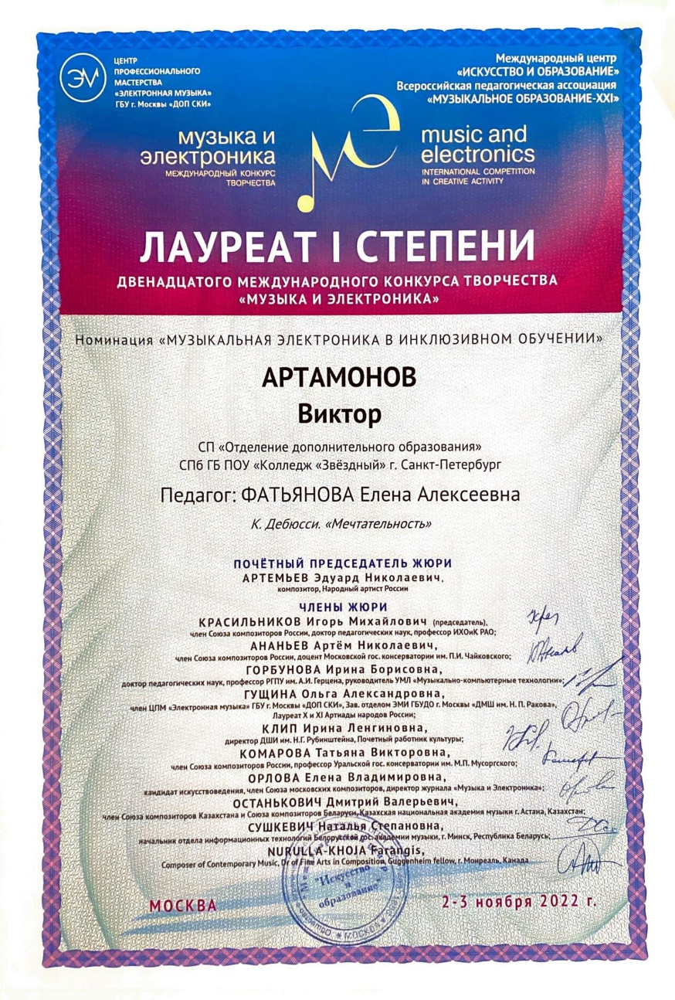 ЭМ
ЦЕНТР
ПРОФЕССИОНАЛЬНОГО
МАСТЕРСТВА
«ЭЛЕКТРОННАЯ МУЗЫКА»
ГБУ г. Москвы «ДОП СКИ»
Международный центр
«ИСКУССТВО И ОБРАЗОВАНИЕ»
Всероссийская педагогическая ассоциация
«МУЗЫКАЛЬНОЕ ОБРАЗОВАНИЕ-XXI»
музыка и
электроника
МЕЖДУНАРОДНЫЙ КОНКУРС
ТВОРЧЕСТВА
music and
electronics
INTERNATIONAL COMPETITION
IN CREATIVE ACTIVITY
ЛАУРЕАТ I СТЕПЕНИ
ДВЕНАДЦАТОГО МЕЖДУНАРОДНОГО КОНКУРСА ТВОРЧЕСТВА
«МУЗЫКА И ЭЛЕКТРОНИКА»
Номинация «МУЗЫКАЛЬНАЯ ЭЛЕКТРОНИКА В ИНКЛЮЗИВНОМ ОБУЧЕНИИ»
АРТАМОНОВ
Виктор
СП «Отделение дополнительного образования»
СПб ГБ ПОУ «Колледж «Звёздный» г. Санкт-Петербург
Педагог: ФАТЬЯНОВА Елена Алексеевна
К. Дебюсси. «Мечтательность»
ПОЧЁТНЫЙ ПРЕДСЕДАТЕЛЬ ЖЮРИ
АРТЕМЬЕВ Эдуард Николаевич,
композитор, Народный артист России
ЧЛЕНЫ ЖЮРИ
КРАСИЛЬНИКОВ Игорь Михайлович (председатель),
член Союза композиторов России, доктор педагогических наук, профессор ИХОиК РАО;
АНАНЬЕВ Артём Николаевич,
член Союза композиторов России, доцент Московской гос. консерватории им. П.И. Чайковского;
ГОРБУНОВА Ирина Борисовна,
доктор педагогических наук, профессор РГПУ им. А.И. Герцена, руководитель УМЛ «Музыкально-компьютерные технологии»;
ГУЩИНА Ольга Александровна,
член ЦПМ «Электронная музыка» ГБУ г. Москвы «ДОП СКИ», Зав. отделом ЭМИ ГБУДО г. Москвы «ДМШ им. Н. П. Ракова»,
Лауреат X и XI Артиады народов России;
КЛИП Ирина Ленгиновна,
директор ДШИ им. Н.Г. Рубинштейна, Почетный работник культуры;
КОМАРОВА Татьяна Викторовна,
член Союза композиторов России, профессор Уральской гос. консерватории им. М.П. Мусоргского;
ОРЛОВА Елена Владимировна,
кандидат искусствоведения, член Союза московских композиторов, директор журнала «Музыка и Электроника»;
ОСТАНЬКОВИЧ Дмитрий Валерьевич,
член Союза композиторов Казахстана и Союза композиторов Беларуси, Казахская национальная академия музыки г. Астана, Казахстан;
СУШКЕВИЧ Наталья Степановна,
начальник отдела информационных технологий Белорусской гос. академии музыки, г. Минск, Республика Беларусь;
NURULLA-KHOJA Farangis,
Composer of Contemporary Music, Dr of Fine Arts in Composition, Guggenheim fellow, г. Монреаль, Канада
"Искусство
и
образование"
МОСКВА
МОСКВА
2-3 ноября 2022 г.